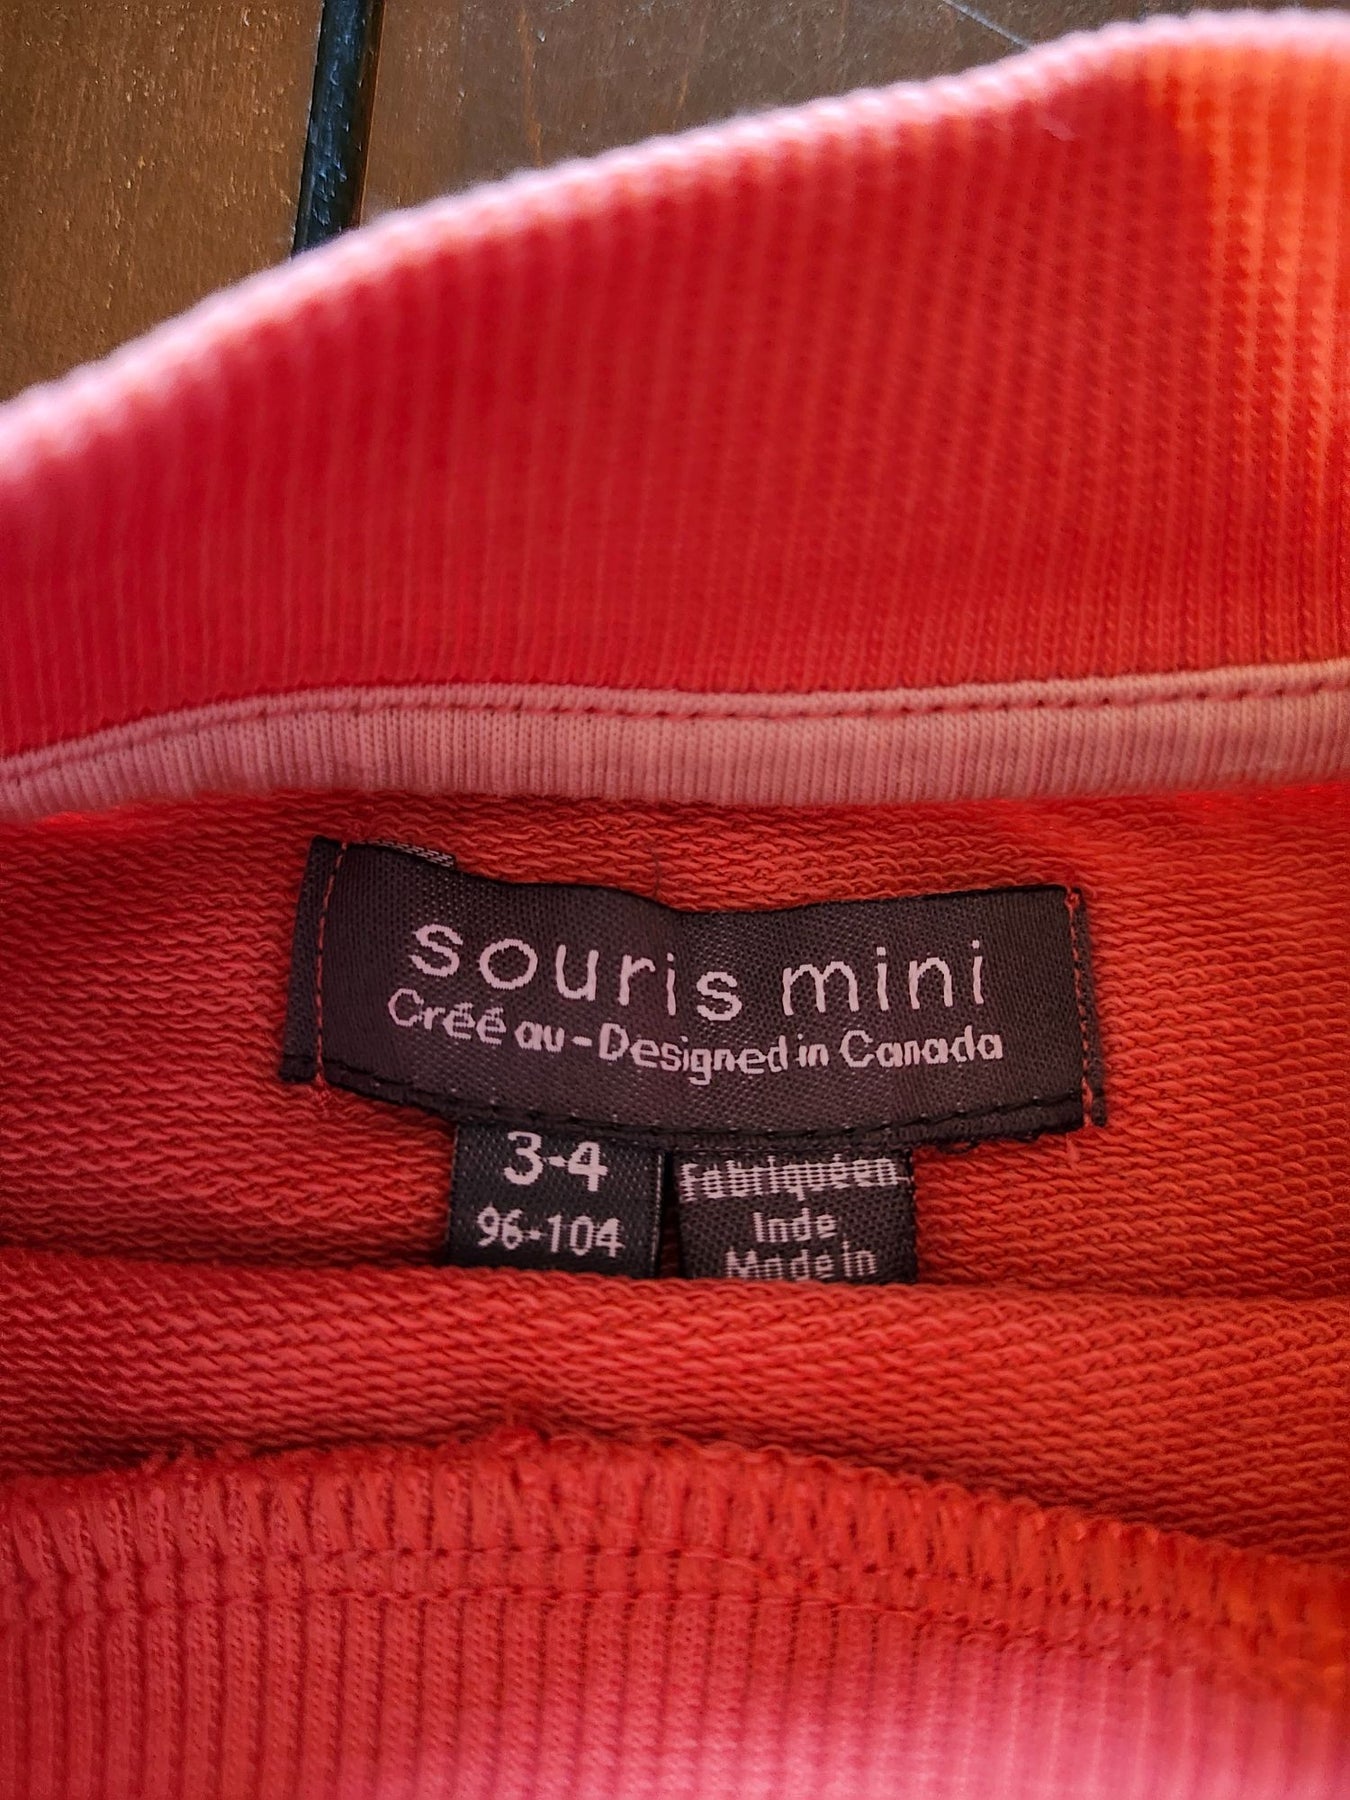 souris mini
Créé au-Designed in Canada
3-4
96-104
Fabriquéen
Inde
Made in